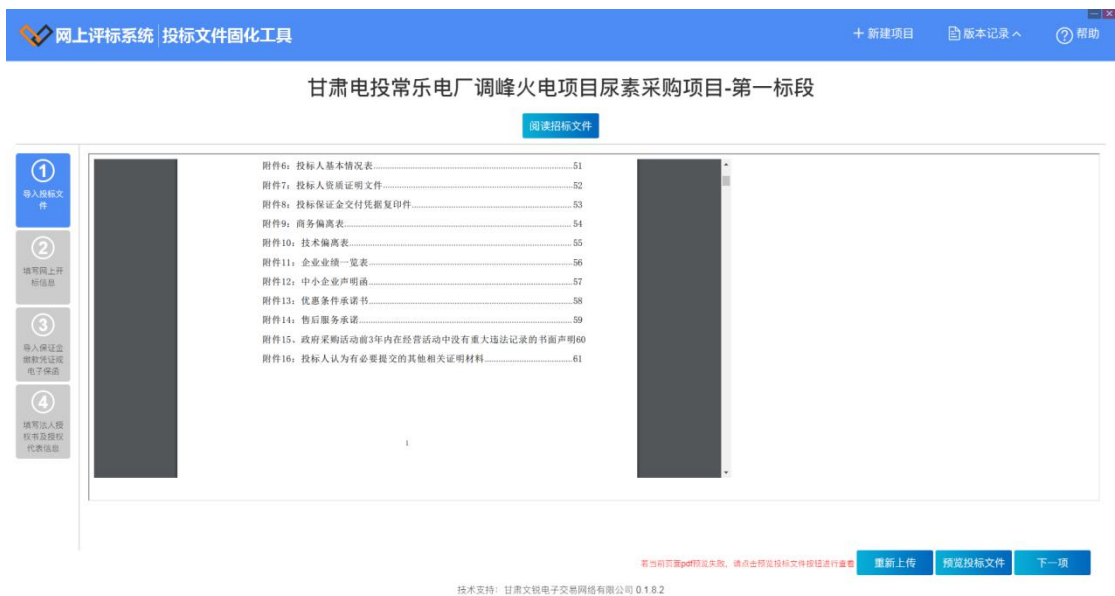 网上评标系统 投标文件固化工具
新建项目 版本记录 帮助
甘肃电投常乐电厂调峰火电项目尿素采购项目-第一标段
阅读招标文件
1
导入投标文
件
2
填写网上开
标信息
3
导入保证金
缴款凭证或
电子保函
4
填写法人授
权书及授权
代表信息
附件6：投标人基本情况表........51
附件7：投标人资质证明文件........52
附件8：投标保证金交付凭据复印件........53
附件9：商务偏离表........54
附件10：技术偏离表........55
附件11：企业业绩一览表........56
附件12：中小企业声明函........57
附件13：优惠条件承诺书........58
附件14：售后服务承诺........59
附件15、政府采购活动前3年内在经营活动中没有重大违法记录的书面声明60
附件16：投标人认为有必要提交的其他相关证明材料........61
1
若当前页面pdf预览失败，请点击预览投标文件按钮进行查看
重新上传 预览投标文件 下一项
技术支持：甘肃文锐电子交易网络有限公司 0.1.8.2